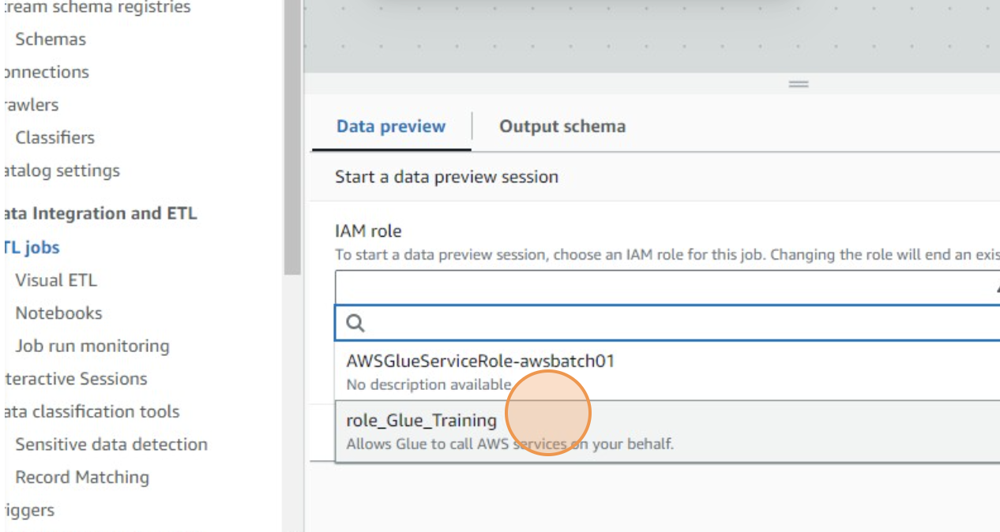 ream schema registries
Schemas
onnections
rawlers
Classifiers
atalog settings
ata Integration and ETL
TL jobs
Visual ETL
Notebooks
Job run monitoring
teractive Sessions
ata classification tools
Sensitive data detection
Record Matching
riggers
Data preview
Output schema
Start a data preview session
IAM role
To start a data preview session, choose an IAM role for this job. Changing the role will end an exis
AWSGlueServiceRole-awsbatch01
No description available
role_Glue_Training
Allows Glue to call AWS services on your behalf.